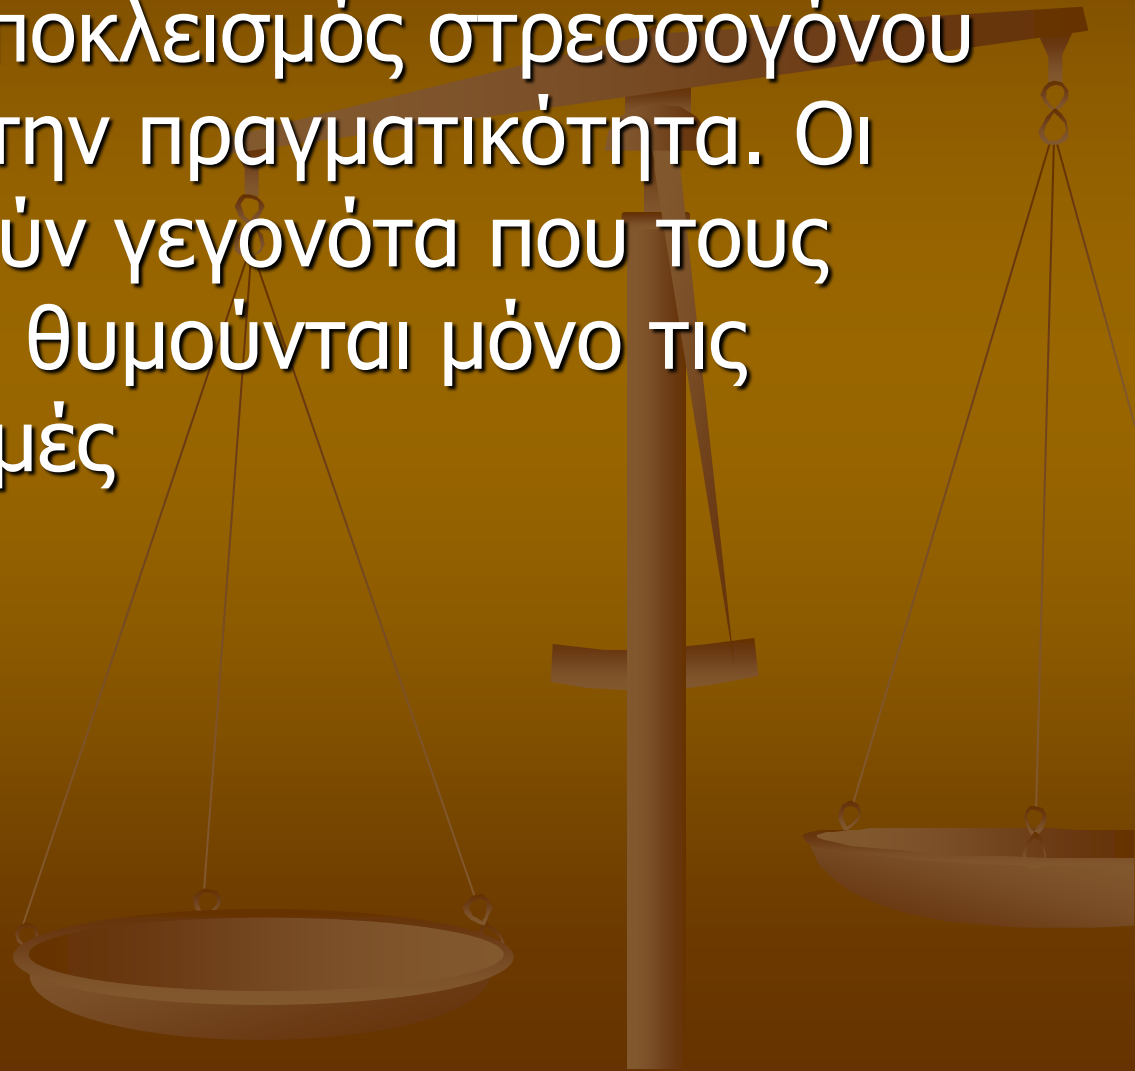 ποκλεισμός στρεσσογόνου
την πραγματικότητα. Οι
ύν γεγονότα που τους
θυμούνται μόνο τις
μές